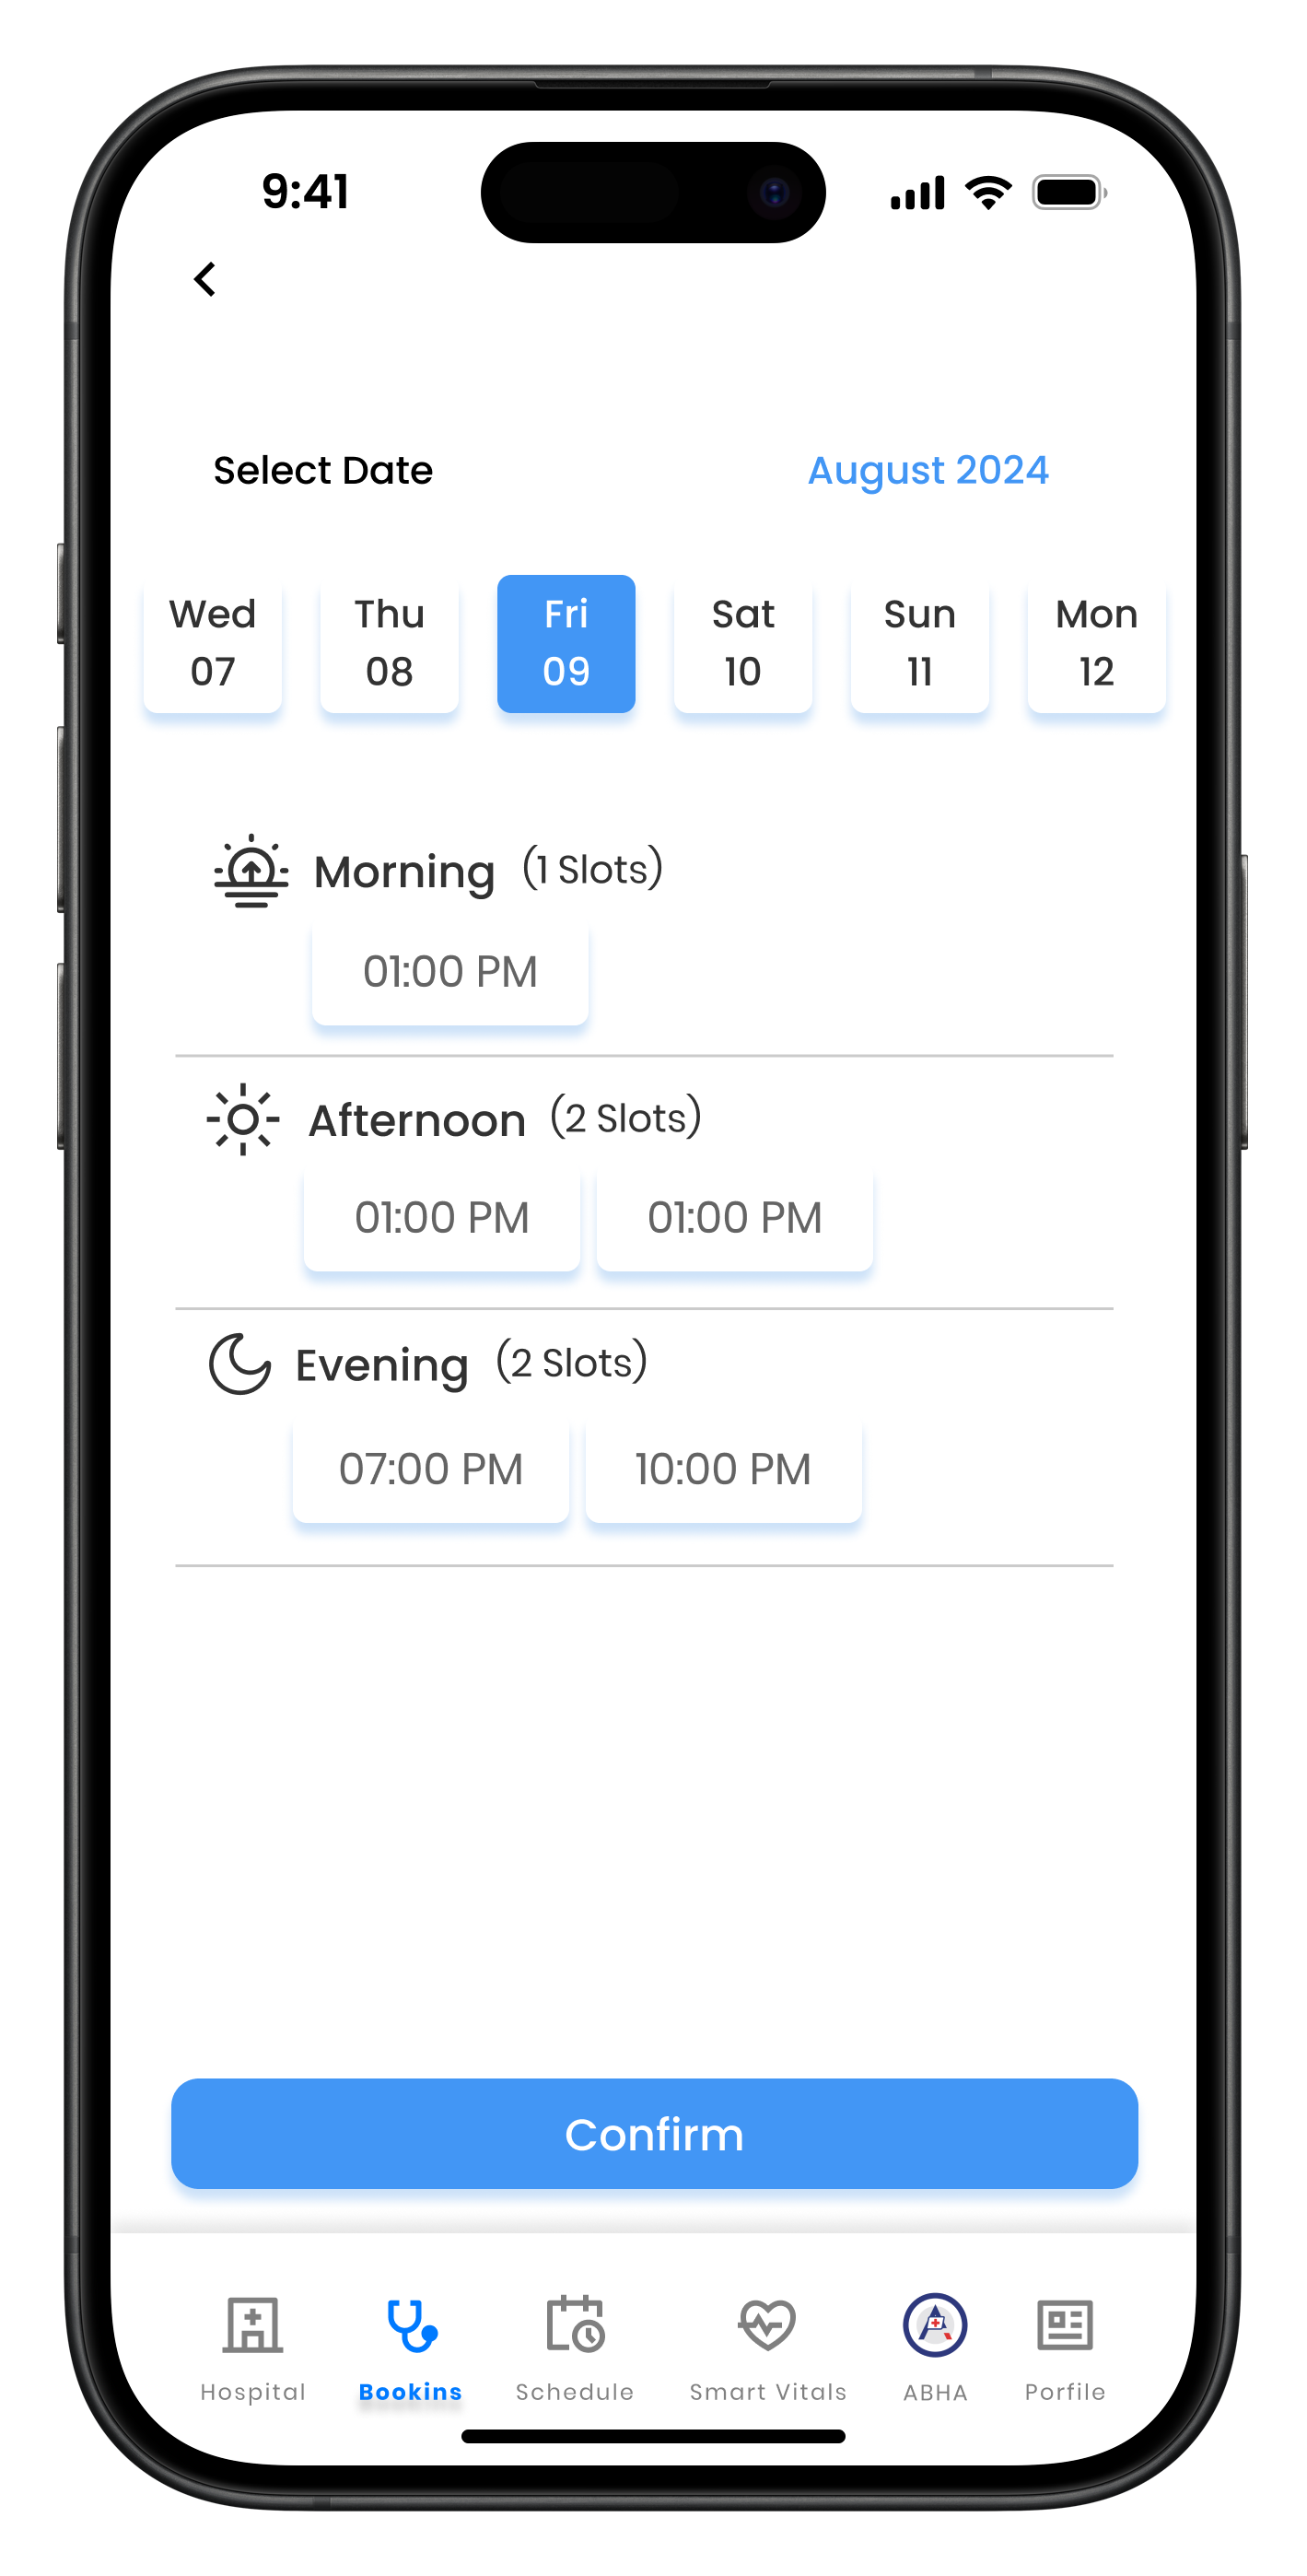 9:41
Select Date August 2024
Wed Thu Fri Sat Sun Mon
07 08 09 10 11 12
Morning (1 Slots)
01:00 PM
Afternoon (2 Slots)
01:00 PM 01:00 PM
Evening (2 Slots)
07:00 PM 10:00 PM
Confirm
Hospital Bookins Schedule Smart Vitals ABHA Porfile